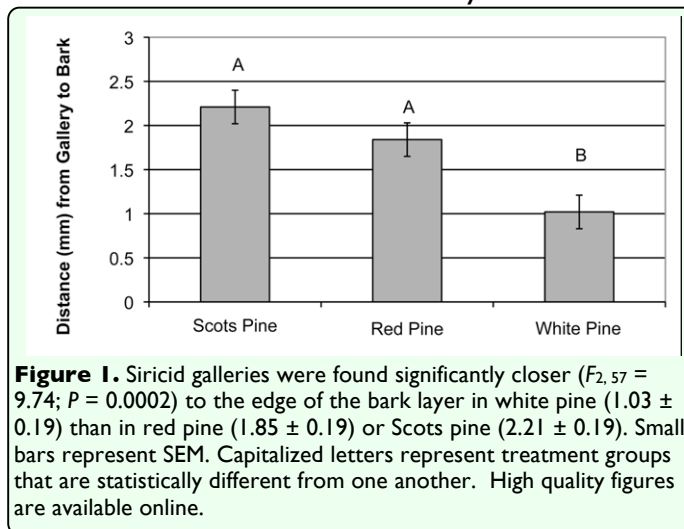 Distance (mm) from Gallery to Bark
3
2.5
2
1.5
1
0.5
0
A
A
B
Scots Pine
Red Pine
White Pine
Figure 1. Siricid galleries were found significantly closer (F2, 57 =
9.74; P = 0.0002) to the edge of the bark layer in white pine (1.03 ±
0.19) than in red pine (1.85 ± 0.19) or Scots pine (2.21 ± 0.19). Small
bars represent SEM. Capitalized letters represent treatment groups
that are statistically different from one another. High quality figures
are available online.